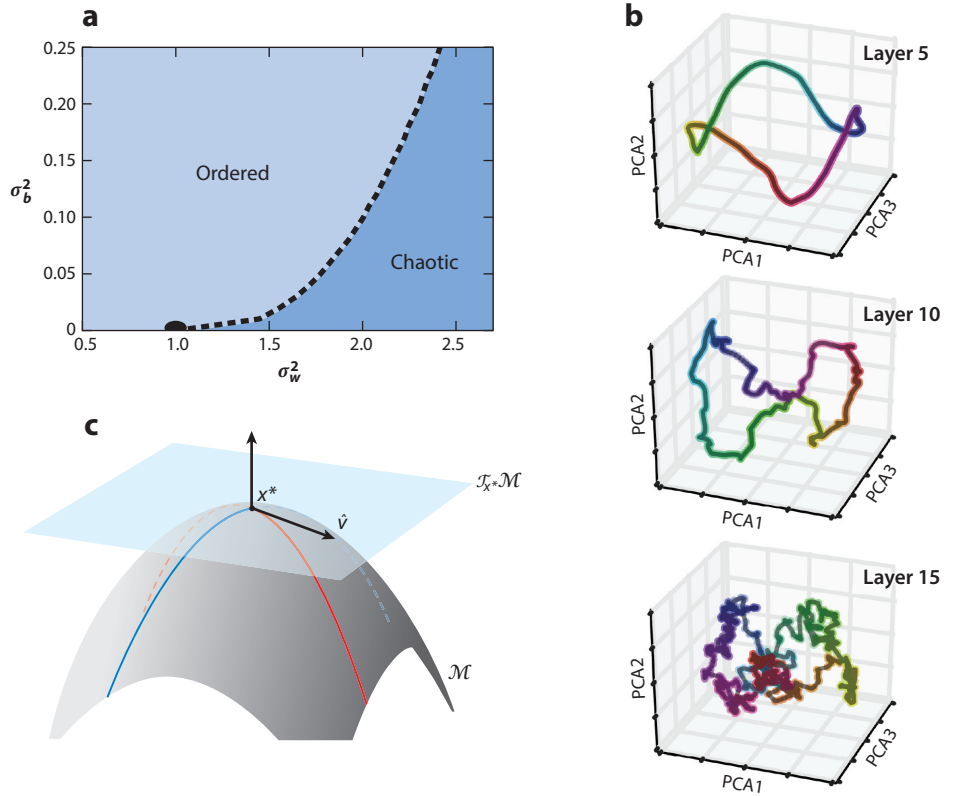 a
0.25
0.20
0.15
0.10
0.05
0
σ_b^2
Ordered
Chaotic
0.5 1.0 1.5 2.0 2.5
σ_w^2
b
Layer 5
PCA2
PCA1
PCA3
Layer 10
PCA2
PCA1
PCA3
Layer 15
PCA2
PCA1
PCA3
c
x*
v̂
𝒯_x*ℳ
ℳ